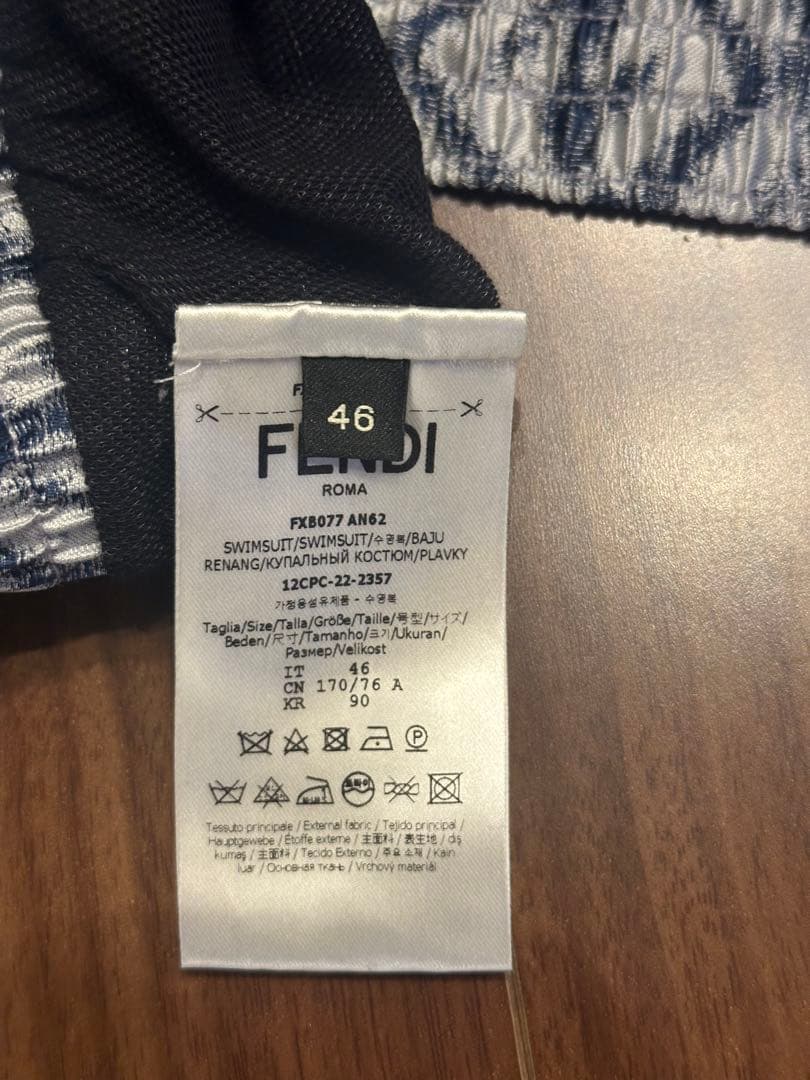 46
FENDI
ROMA
FXB077 AN62
SWIMSUIT/SWIMSUIT/수영복/BAJU
RENANG/КУПАЛЬНЫЙ КОСТЮМ/PLAVKY
12CPC-22-2357
가정용섬유제품 - 수영복
Taglia/Size/Talla/Größe/Taille/号型/サイズ/
Beden/尺寸/Tamanho/크기/Ukuran/
Размер/Velikost
IT 46
CN 170/76 A
KR 90
P
Tessuto principale / External fabric / Tejido principal /
Hauptgewebe / Étoffe externe / 主面料 / 表生地 / diş
kumaş / 主面料 / Tecido Externo / 주요 소재 / Kain
luar / Основная ткань / Vrchový materiál